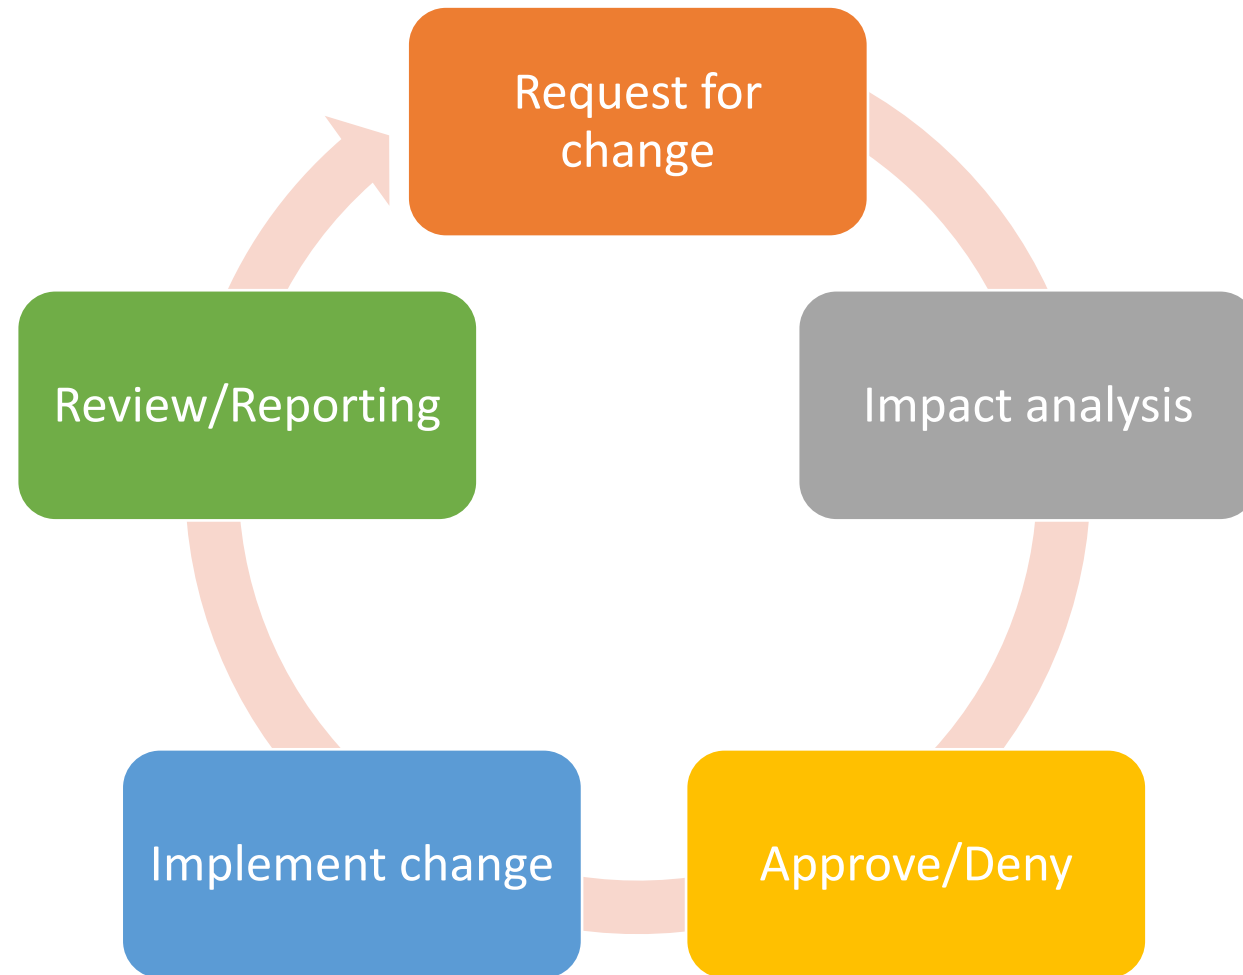 Request for
change
Impact analysis
Approve/Deny
Implement change
Review/Reporting